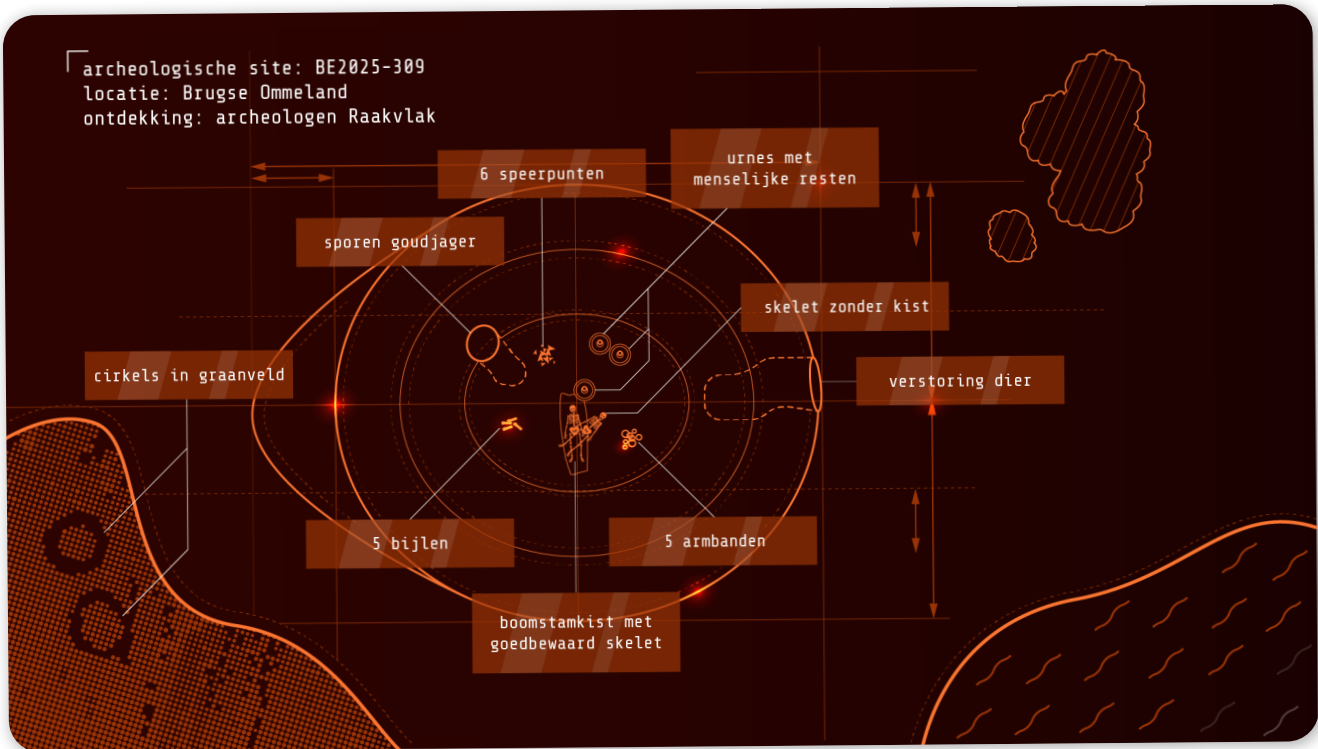 archeologische site: BE2025-309
locatie: Brugse Ommeland
ontdekking: archeologen Raakvlak
urnes met
menselijke resten
6 speerpunten
sporen goudjager
skelet zonder kist
cirkels in graanveld
verstoring dier
5 bijlen
5 armbanden
boomstamkist met
goedbewaard skelet